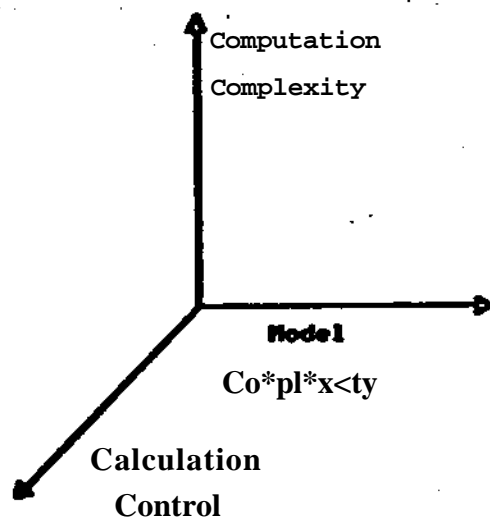 Computation
Complexity
Model
Co*pl*x<ty
Calculation
Control